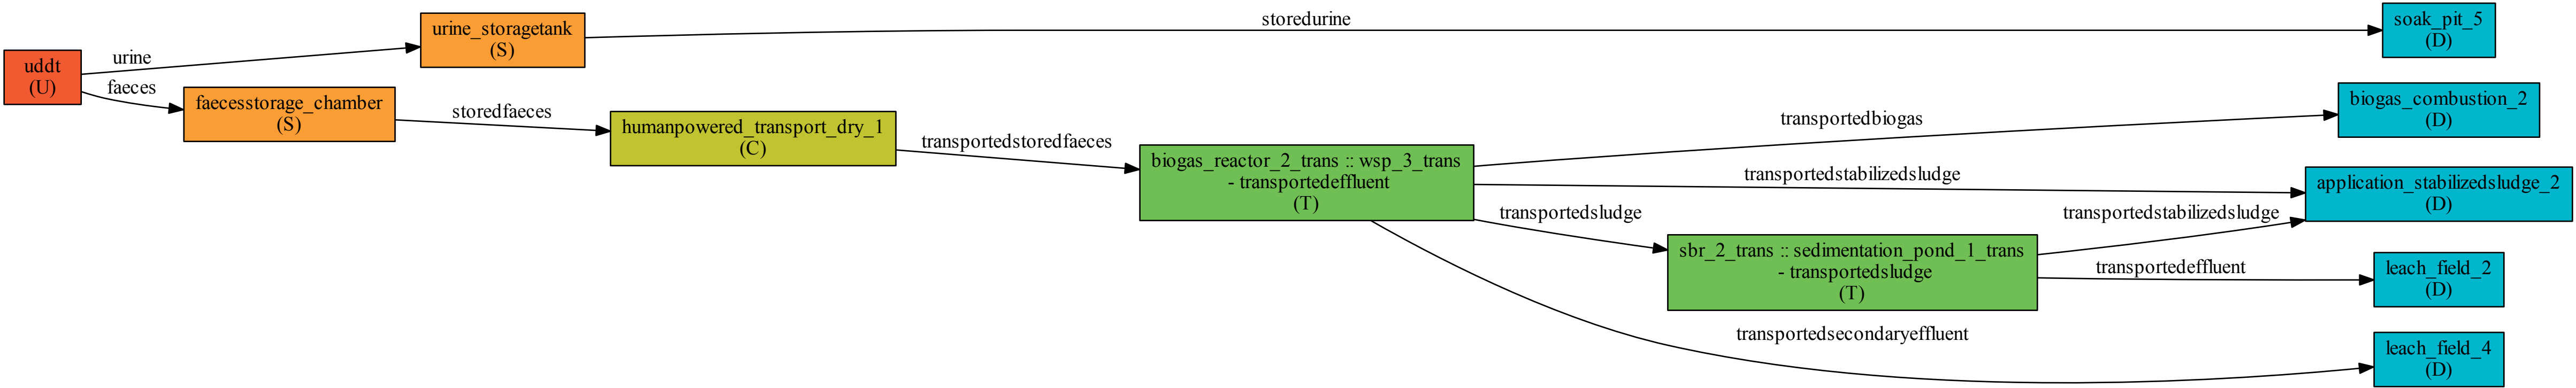 uddt
(U)
urine
faeces
urine_storagetank
(S)
faecesstorage_chamber
(S)
storedurine
storedfaeces
humanpowered_transport_dry_1
(C)
transportedstoredfaeces
biogas_reactor_2_trans :: wsp_3_trans
- transportedeffluent
(T)
transportedbiogas
transportedstabilizedsludge
transportedsludge
transportedsecondaryeffluent
sbr_2_trans :: sedimentation_pond_1_trans
- transportedsludge
(T)
transportedstabilizedsludge
transportedeffluent
soak_pit_5
(D)
biogas_combustion_2
(D)
application_stabilizedsludge_2
(D)
leach_field_2
(D)
leach_field_4
(D)